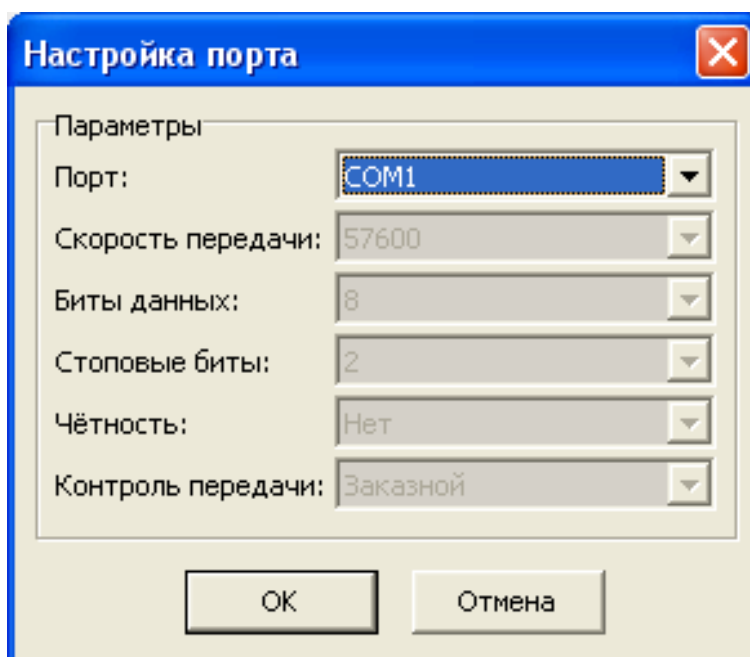 Настройка порта
Параметры
Порт: COM1
Скорость передачи: 57600
Биты данных: 8
Стоповые биты: 2
Чётность: Нет
Контроль передачи: Заказной
OK Отмена